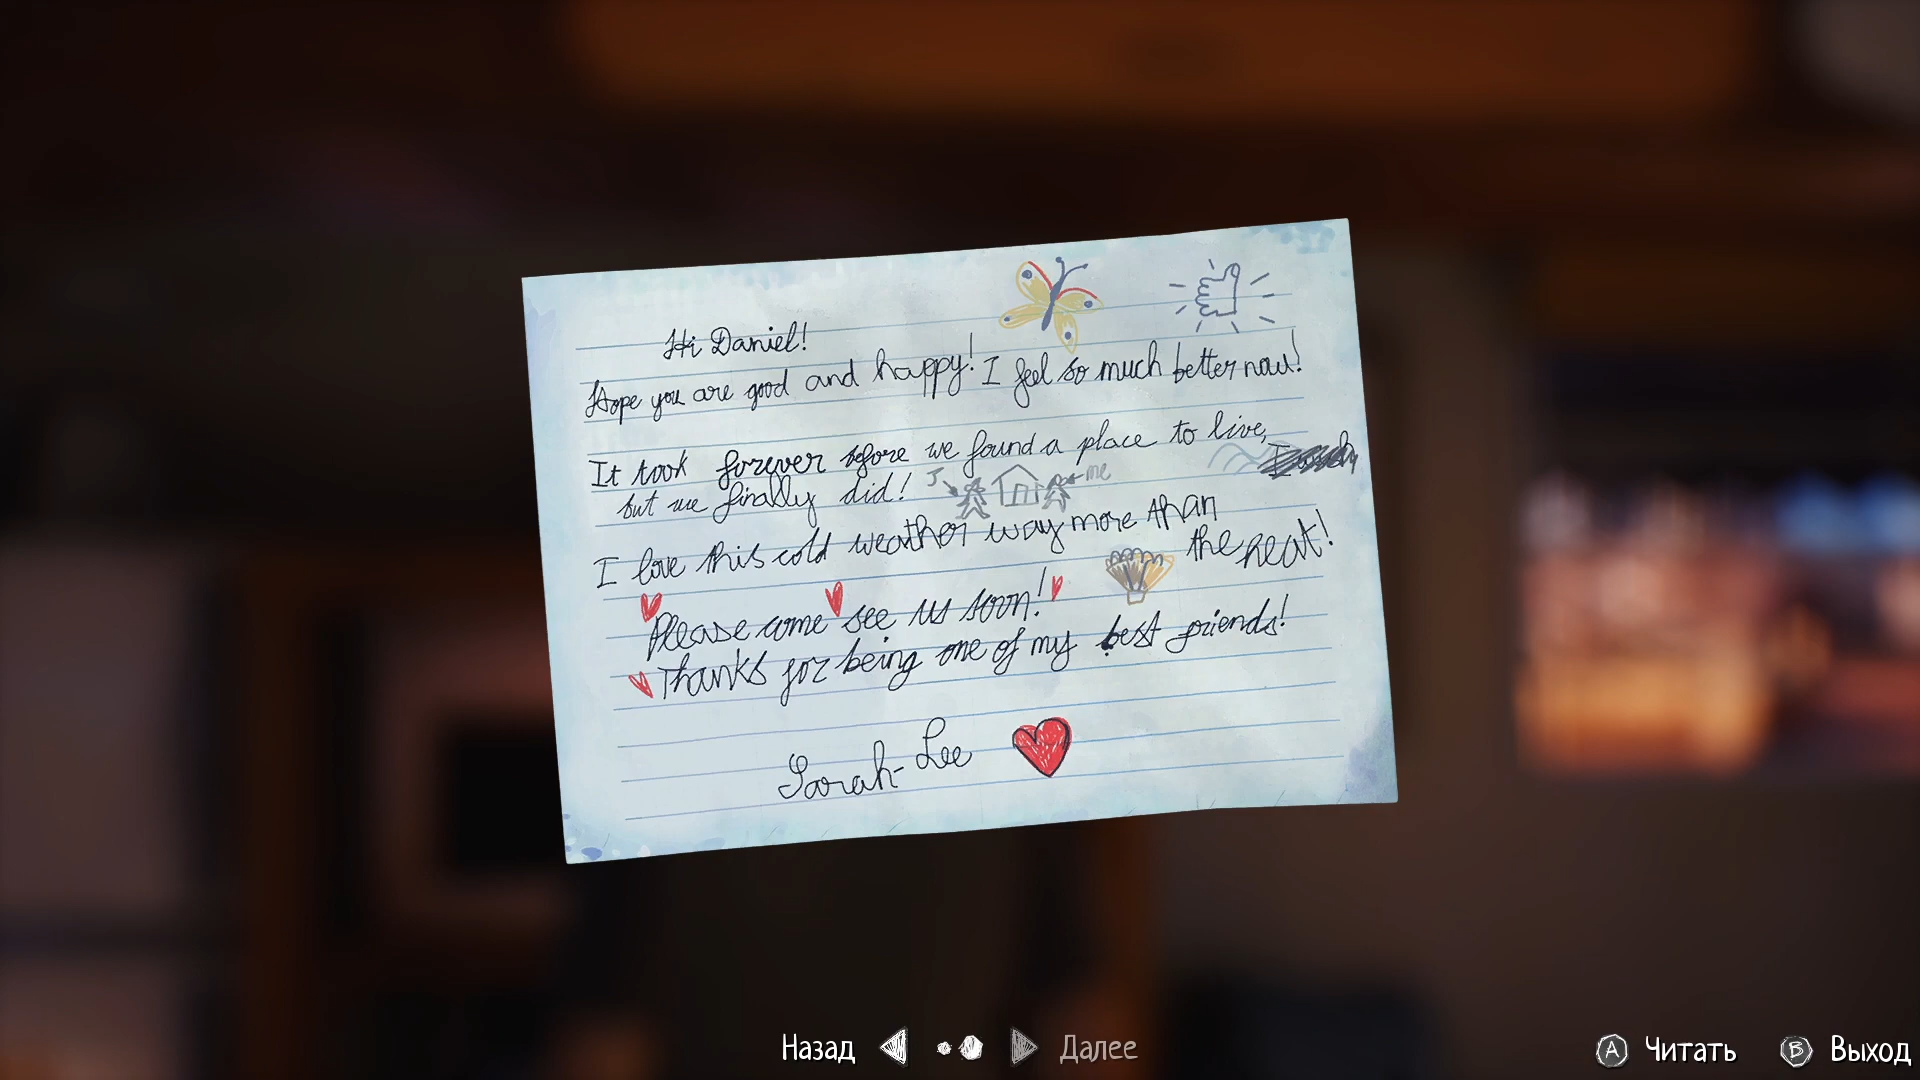 Hi Daniel!
Hope you are good and happy! I feel so much better now!
It took forever before we found a place to live,
but we finally did! J me
I love this cold weather way more than
the heat!
Please come see us soon!
Thanks for being one of my best friends!
Sarah-Lee
Назад Далее
A Читать B Выход